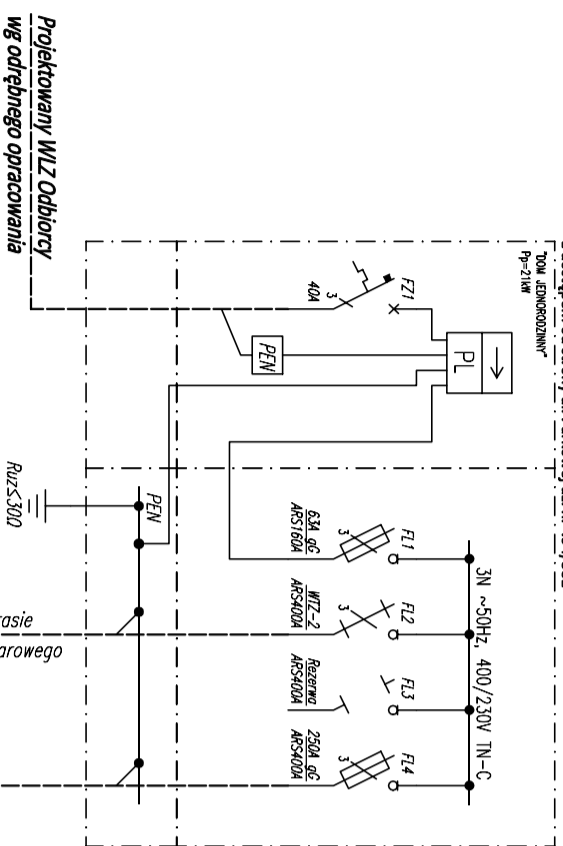 "DOM JEDNORODZINNY"
Pp=21kW
PL
FZ1
3
40A
PEN
Projektowany WLZ Odbiorcy
wg odrębnego opracowania
3N ~50Hz, 400/230V TN-C
FL1
3
63A gG
ARS160A
FL2
3
WTZ-2
ARS400A
FL3
Rezerwa
ARS400A
FL4
3
250A gG
ARS400A
PEN
Ruz≤30Ω